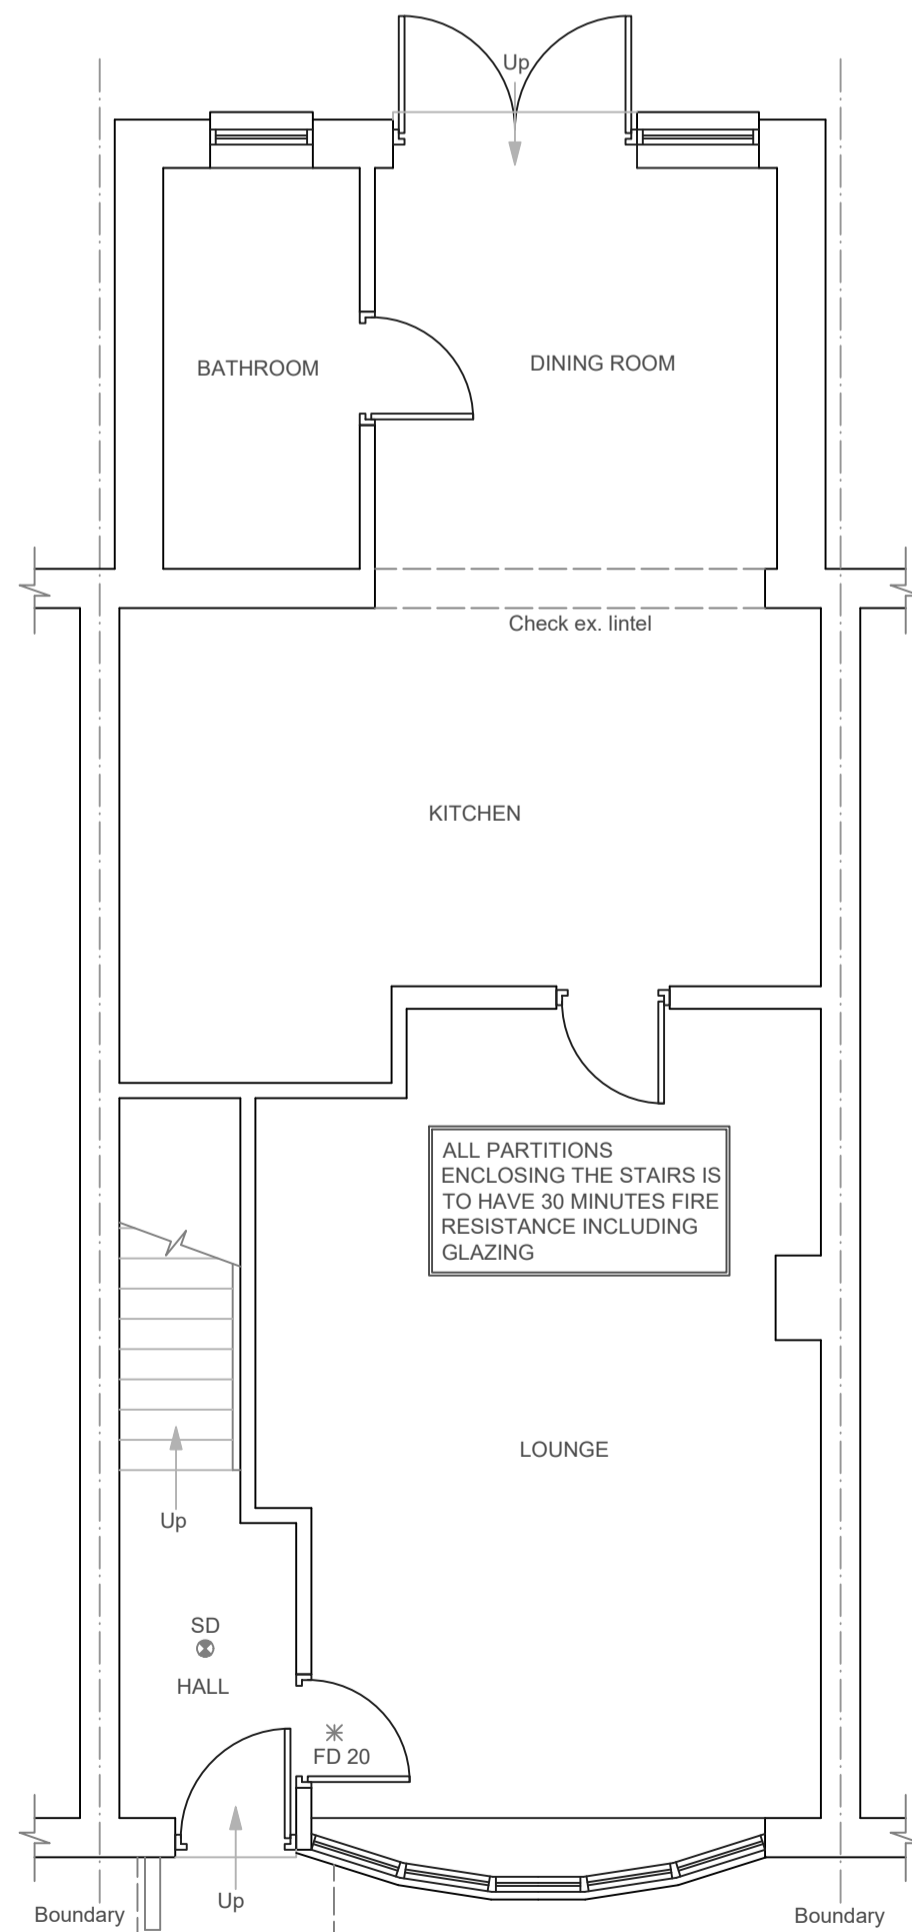 Up
BATHROOM
DINING ROOM
Check ex. lintel
KITCHEN
ALL PARTITIONS
ENCLOSING THE STAIRS IS
TO HAVE 30 MINUTES FIRE
RESISTANCE INCLUDING
GLAZING
LOUNGE
Up
SD
HALL
FD 20
Up
Boundary
Boundary